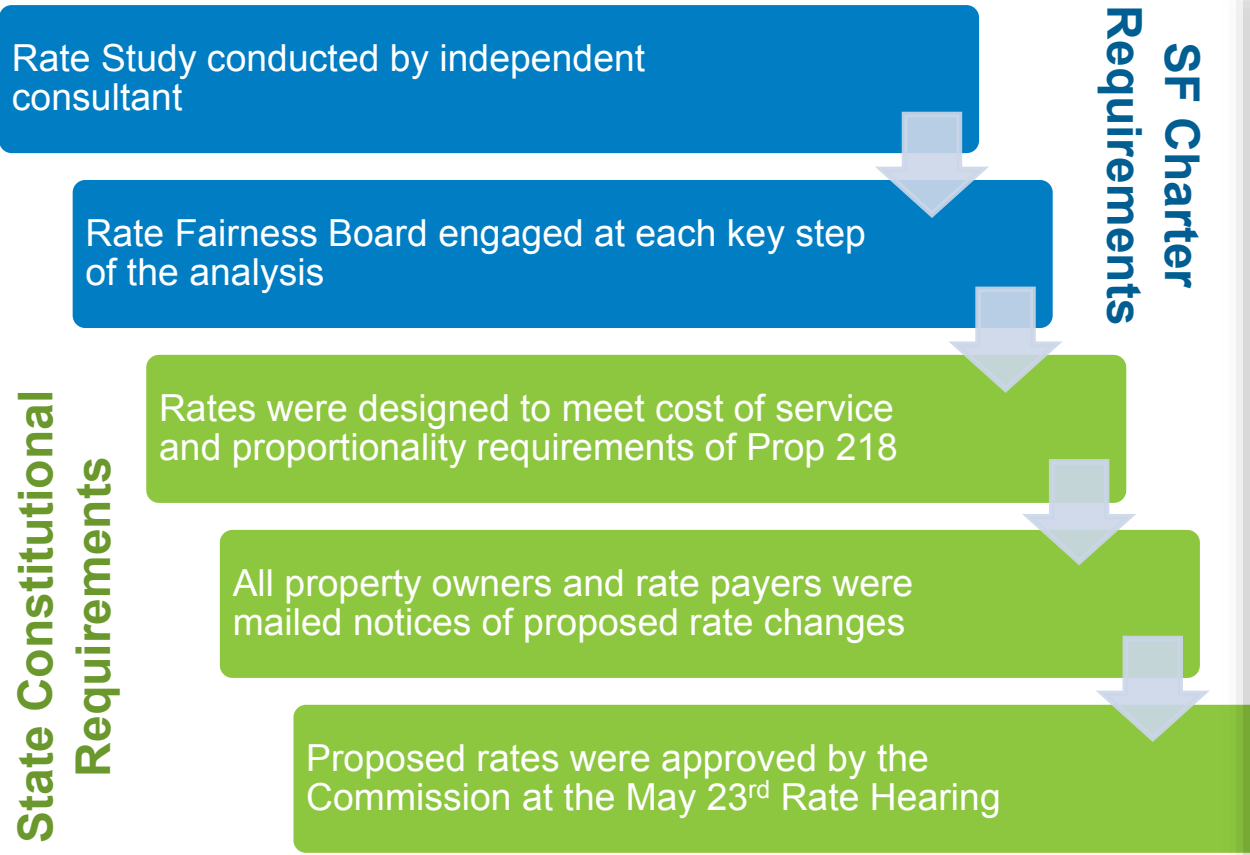 Rate Study conducted by independent
consultant
SF Charter
Requirements
Rate Fairness Board engaged at each key step
of the analysis
Rates were designed to meet cost of service
and proportionality requirements of Prop 218
State Constitutional
Requirements
All property owners and rate payers were
mailed notices of proposed rate changes
Proposed rates were approved by the
Commission at the May 23rd Rate Hearing